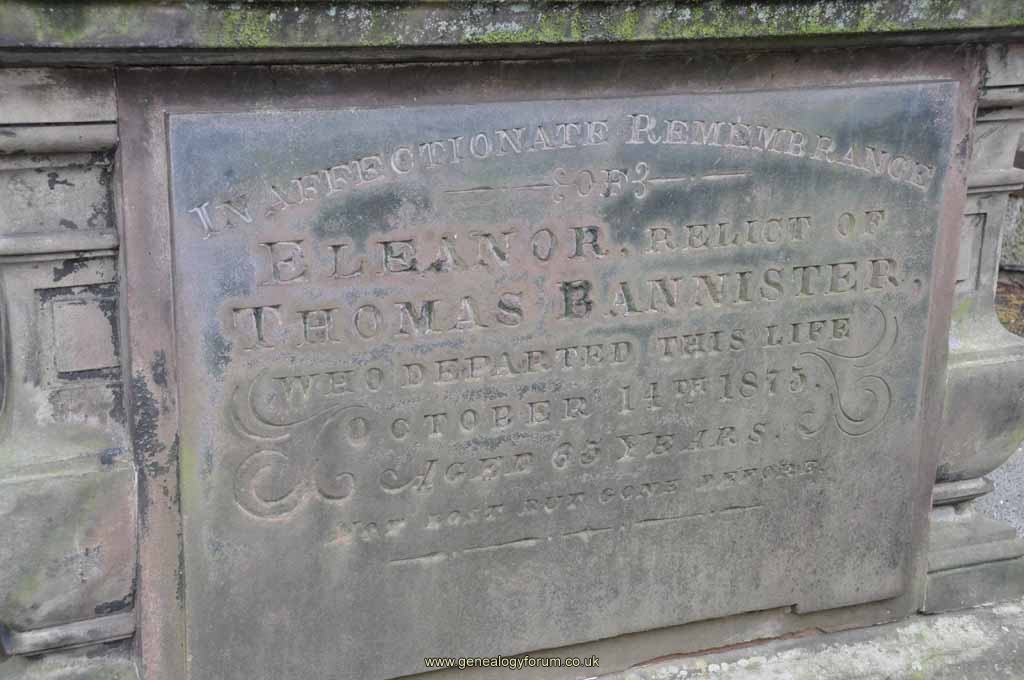 IN AFFECTIONATE REMEMBRANCE
OF
ELEANOR, RELICT OF
THOMAS BANNISTER,
WHO DEPARTED THIS LIFE
OCTOBER 14TH 1875,
AGED 65 YEARS.
NOT LOST BUT GONE BEFORE.
www.genealogyforum.co.uk